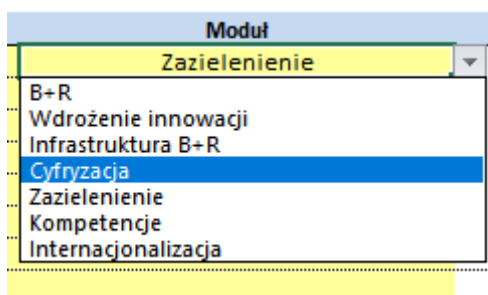 Moduł
Zazielenienie
B+R
Wdrożenie innowacji
Infrastruktura B+R
Cyfryzacja
Zazielenienie
Kompetencje
Internacjonalizacja